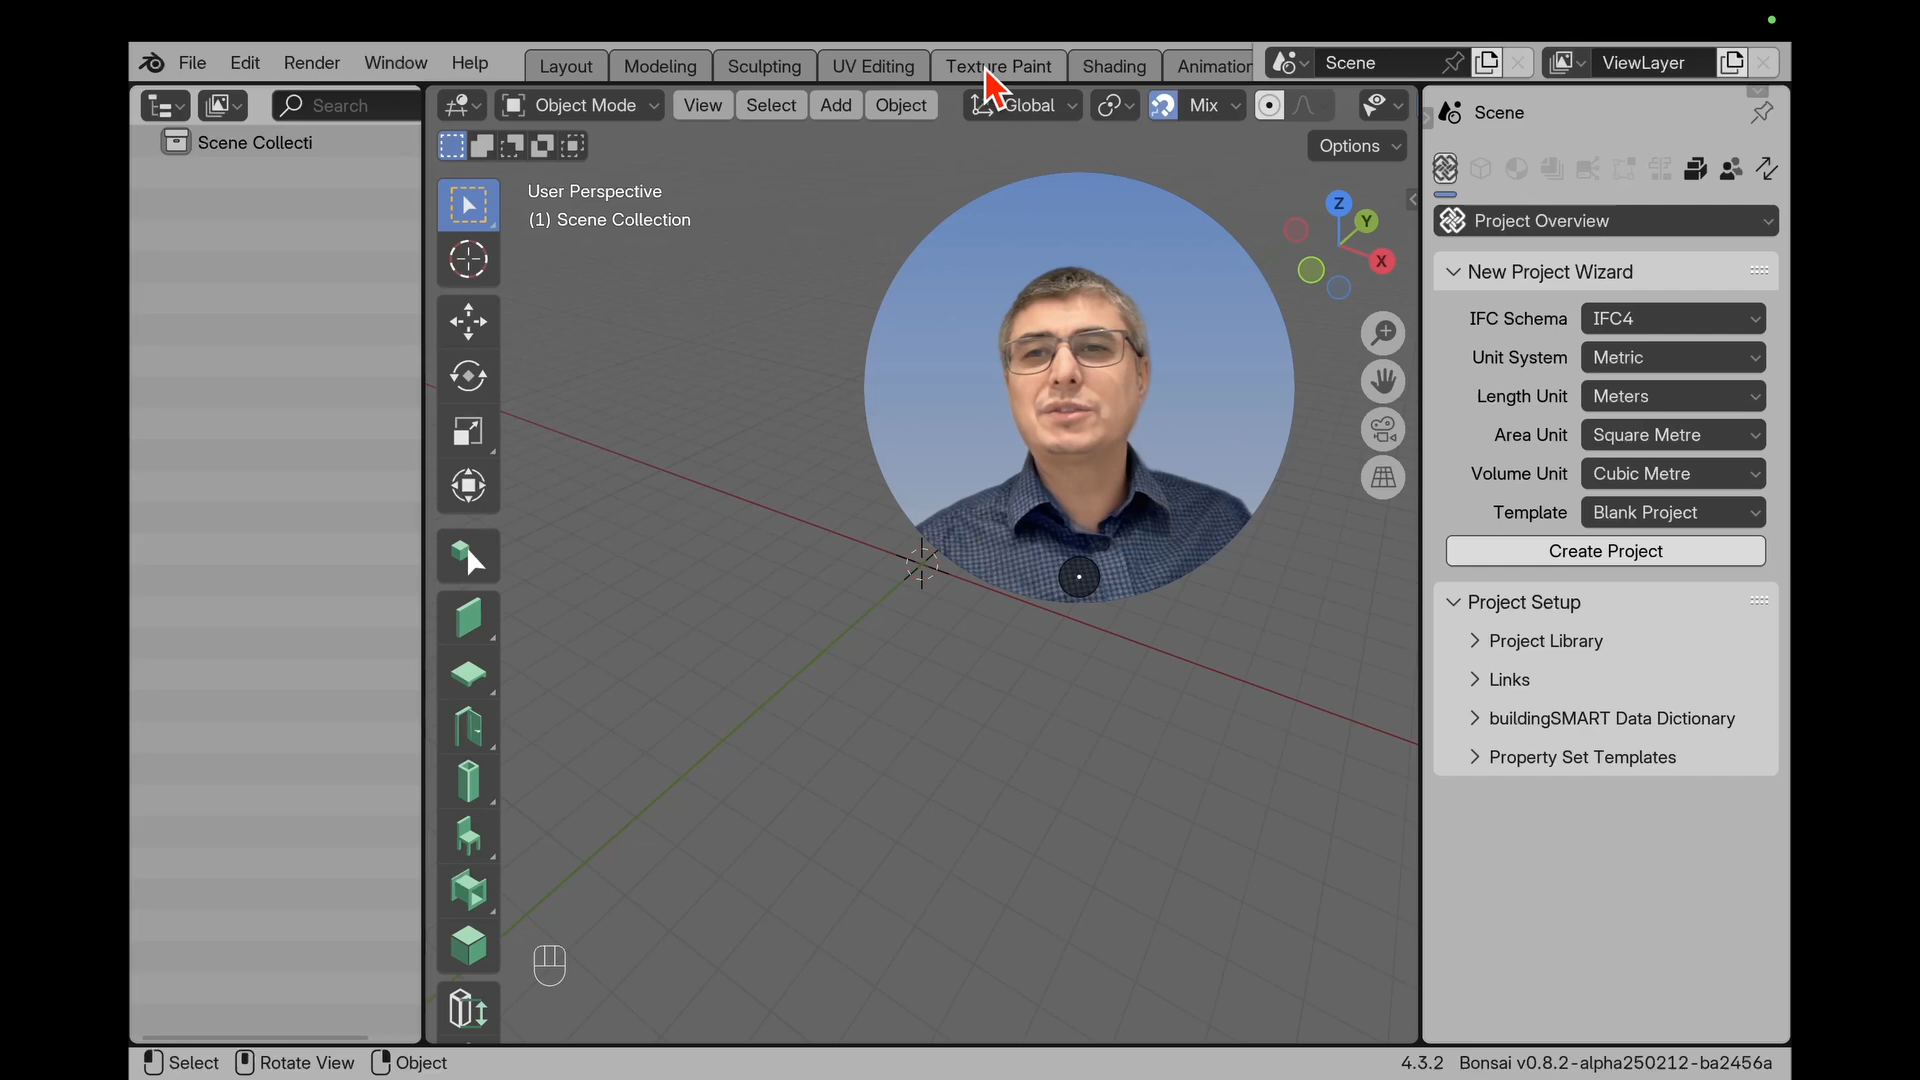 File Edit Render Window Help Layout Modeling Sculpting UV Editing Texture Paint Shading Animation Scene ViewLayer
Search Object Mode View Select Add Object Global Mix
Scene Collecti
Options
User Perspective
(1) Scene Collection
Z
Y
X
Scene
Project Overview
New Project Wizard
IFC Schema IFC4
Unit System Metric
Length Unit Meters
Area Unit Square Metre
Volume Unit Cubic Metre
Template Blank Project
Create Project
Project Setup
Project Library
Links
buildingSMART Data Dictionary
Property Set Templates
Select Rotate View Object 4.3.2 Bonsai v0.8.2-alpha250212-ba2456a